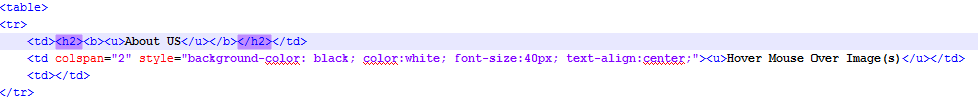 <table>
<tr>
<td><h2><b><u>About US</u></b></h2></td>
<td colspan="2" style="background-color: black; color:white; font-size:40px; text-align:center;"><u>Hover Mouse Over Image(s)</u></td>
<td></td>
</tr>